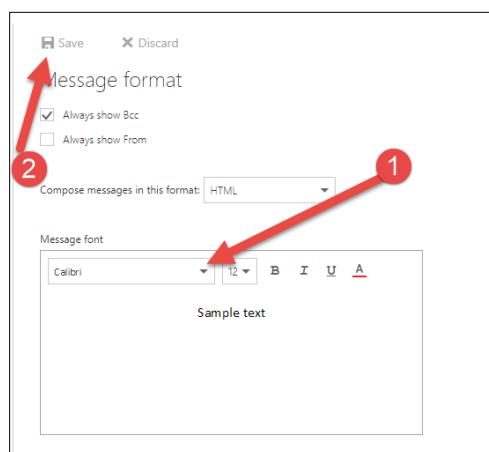 Save Discard
Message format
Always show Bcc
Always show From
2
1
Compose messages in this format: HTML
Message font
Calibri 12 B I U A
Sample text